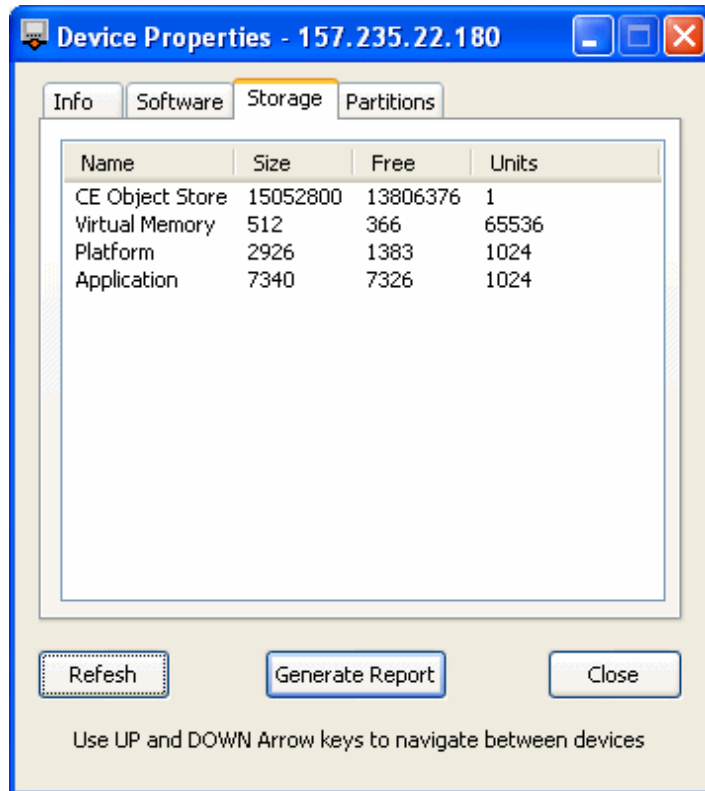 Device Properties - 157.235.22.180
Info Software Storage Partitions
Name Size Free Units
CE Object Store 15052800 13806376 1
Virtual Memory 512 366 65536
Platform 2926 1383 1024
Application 7340 7326 1024
Refesh Generate Report Close
Use UP and DOWN Arrow keys to navigate between devices